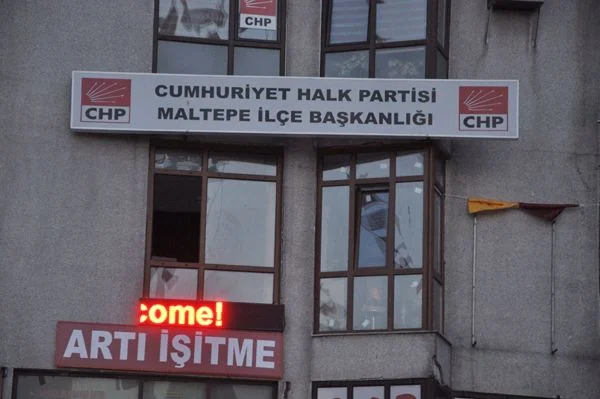 CHP
CUMHURİYET HALK PARTİSİ
MALTEPE İLÇE BAŞKANLIĞI
CHP
CHP
come!
ARTI İŞİTME